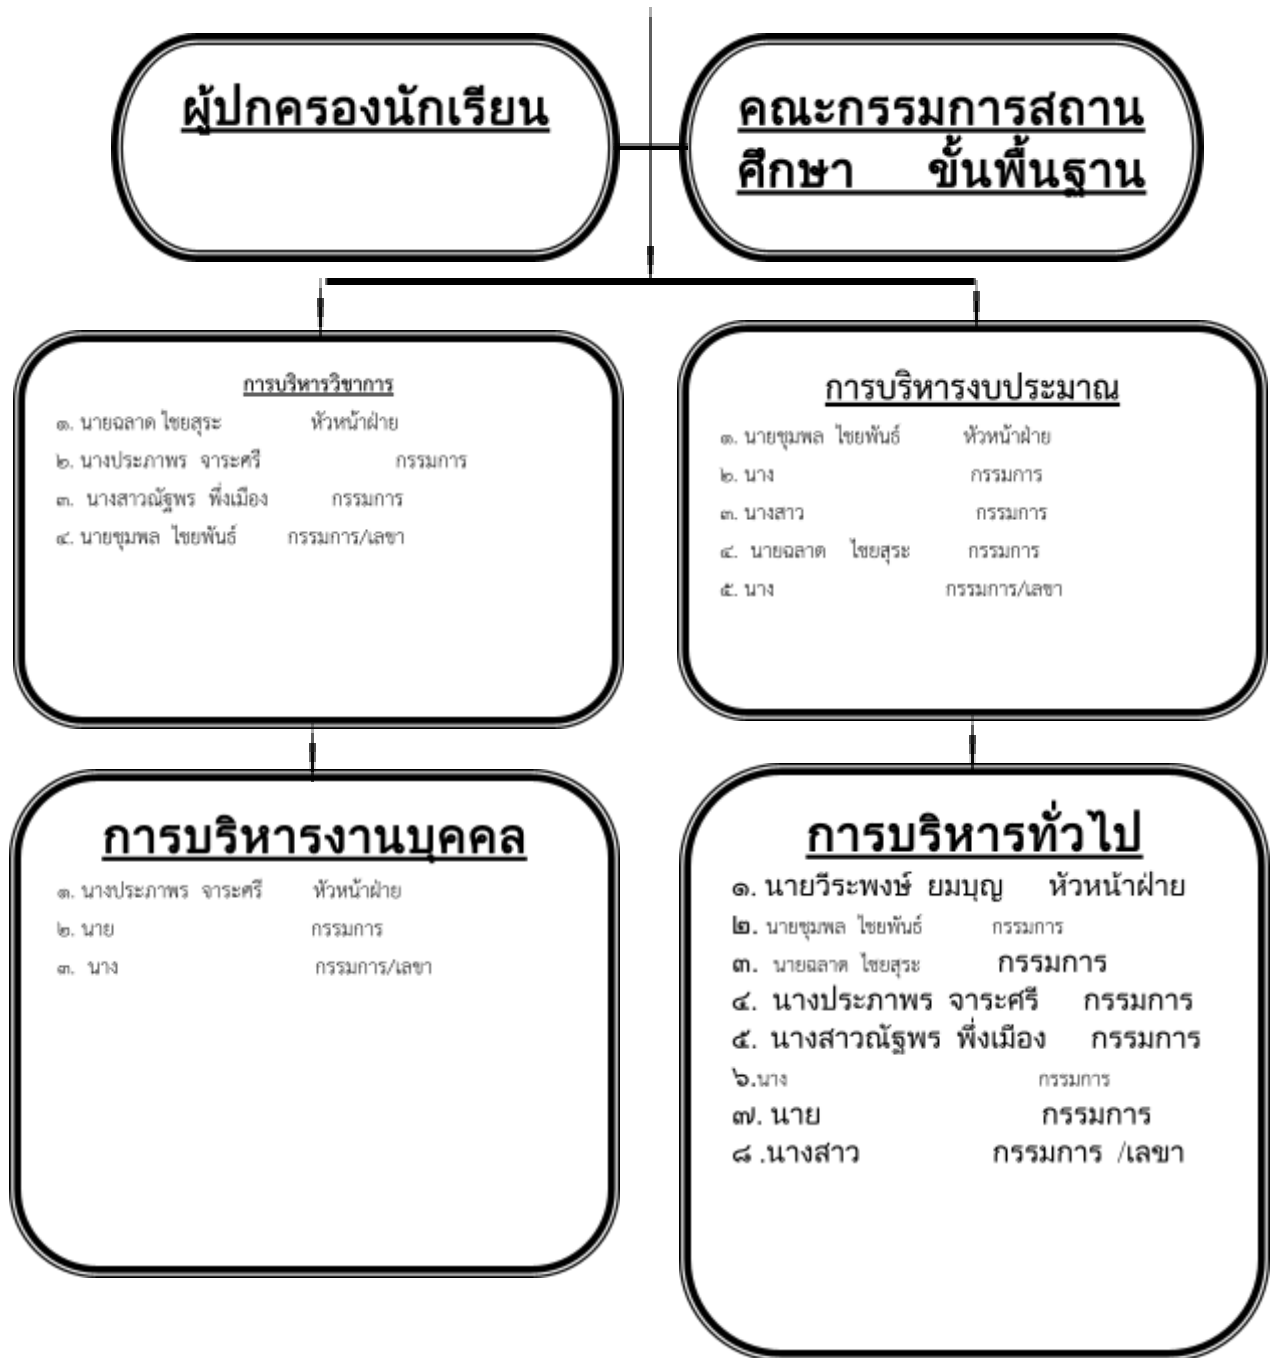 ผู้ปกครองนักเรียน
คณะกรรมการสถาน
ศึกษา ขั้นพื้นฐาน
การบริหารวิชาการ
๑. นายฉลาด ไชยสุระ หัวหน้าฝ่าย
๒. นางประภาพร จาระศรี กรรมการ
๓. นางสาวณัฐพร พึ่งเมือง กรรมการ
๔. นายชุมพล ไชยพันธ์ กรรมการ/เลขา
การบริหารงบประมาณ
๑. นายชุมพล ไชยพันธ์ หัวหน้าฝ่าย
๒. นาง กรรมการ
๓. นางสาว กรรมการ
๔. นายฉลาด ไชยสุระ กรรมการ
๕. นาง กรรมการ/เลขา
การบริหารงานบุคคล
๑. นางประภาพร จาระศรี หัวหน้าฝ่าย
๒. นาย กรรมการ
๓. นาง กรรมการ/เลขา
การบริหารทั่วไป
๑. นายวีระพงษ์ ยมบุญ หัวหน้าฝ่าย
๒. นายชุมพล ไชยพันธ์ กรรมการ
๓. นายฉลาด ไชยสุระ กรรมการ
๔. นางประภาพร จาระศรี กรรมการ
๕. นางสาวณัฐพร พึ่งเมือง กรรมการ
๖.นาง กรรมการ
๗. นาย กรรมการ
๘ .นางสาว กรรมการ /เลขา